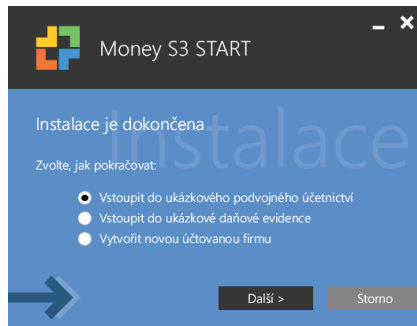 Money S3 START
Instalace
Instalace je dokončena
Zvolte, jak pokračovat:
Vstoupit do ukázkového podvojného účetnictví
Vstoupit do ukázkové daňové evidence
Vytvořit novou účtovanou firmu
Další >
Storno